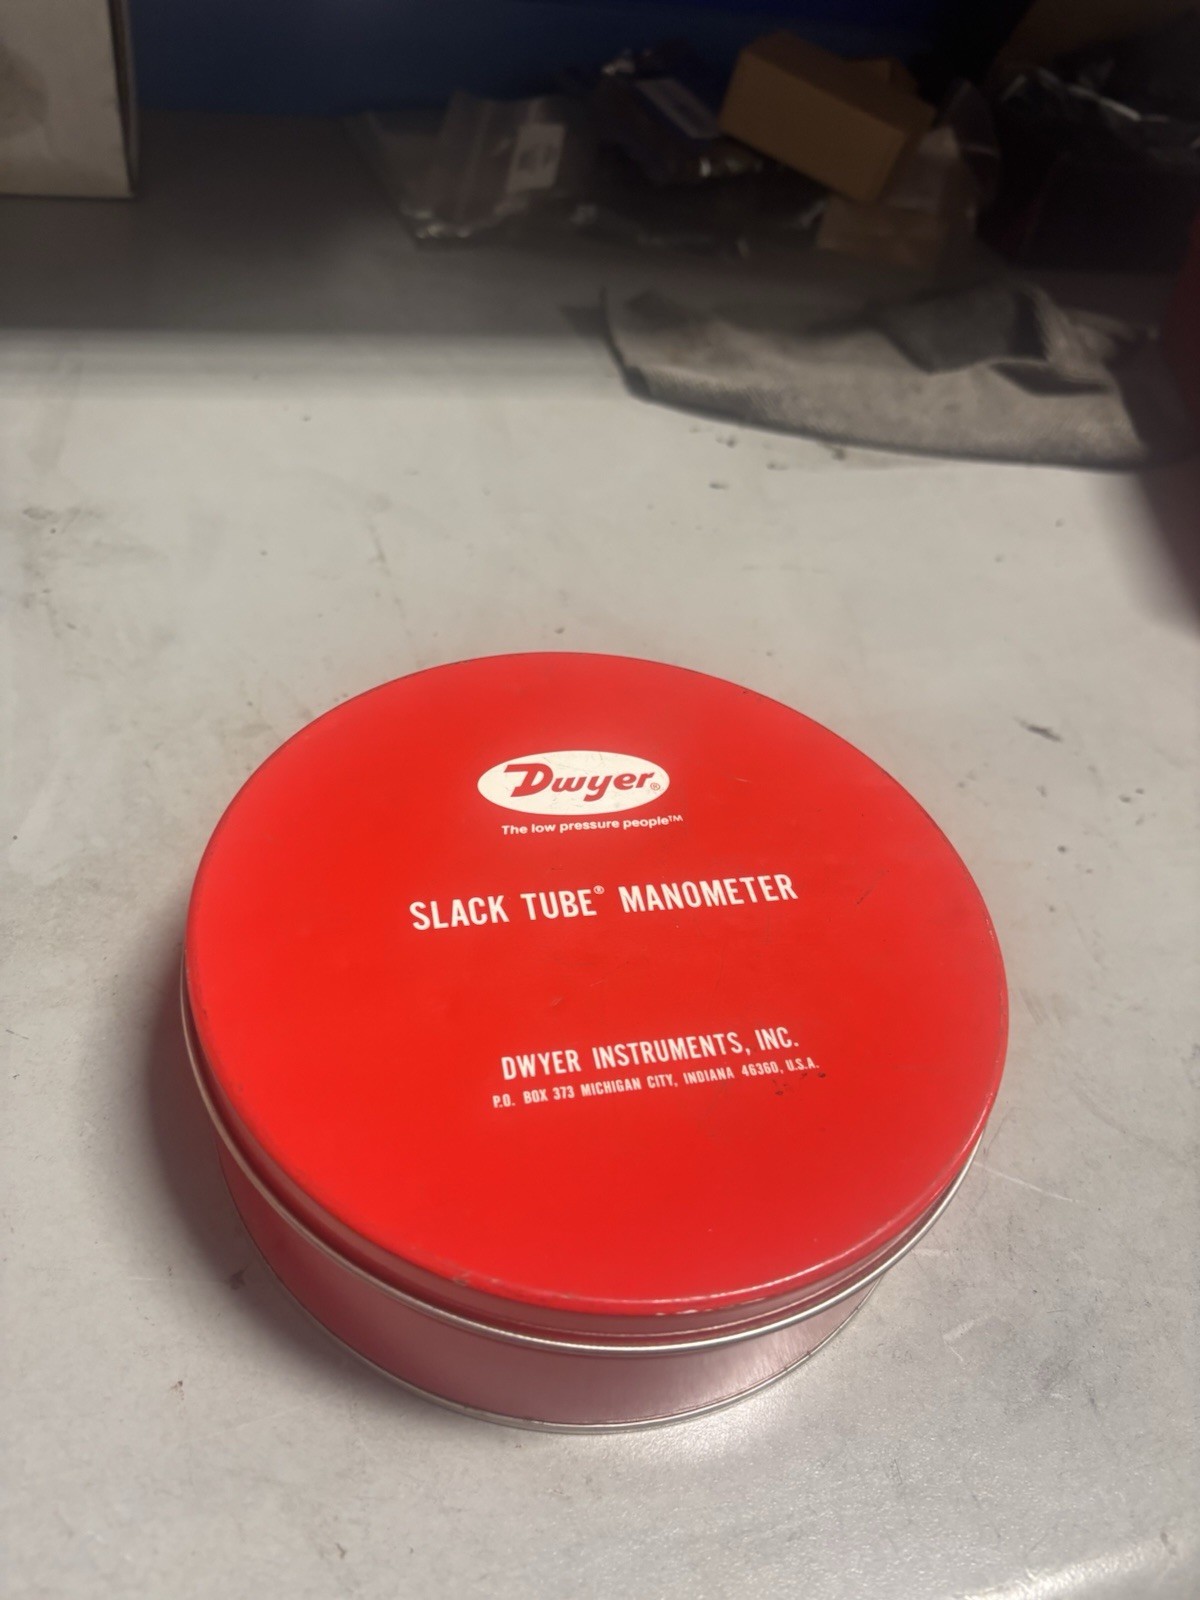 Dwyer®
The low pressure people™
SLACK TUBE® MANOMETER
DWYER INSTRUMENTS, INC.
P.O. BOX 373 MICHIGAN CITY, INDIANA 46360, U.S.A.